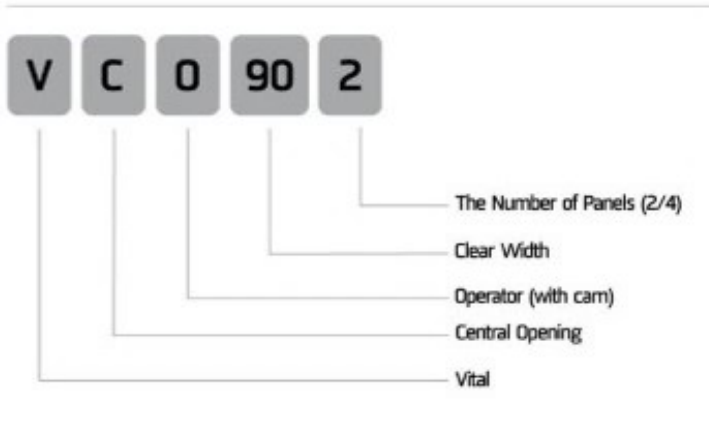 V C O 90 2
The Number of Panels (2/4)
Clear Width
Operator (with cam)
Central Opening
Vital